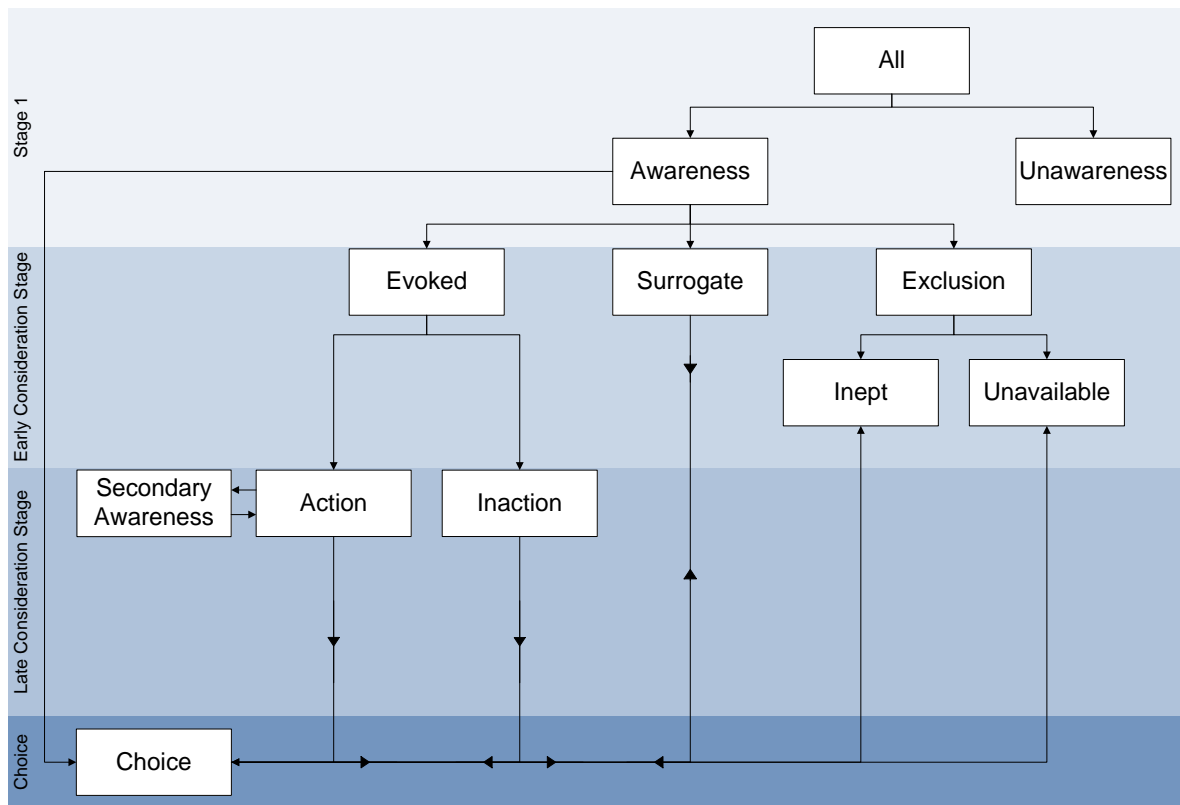 Stage 1
All
Awareness
Unawareness
Early Consideration Stage
Evoked
Surrogate
Exclusion
Inept
Unavailable
Late Consideration Stage
Secondary
Awareness
Action
Inaction
Choice
Choice